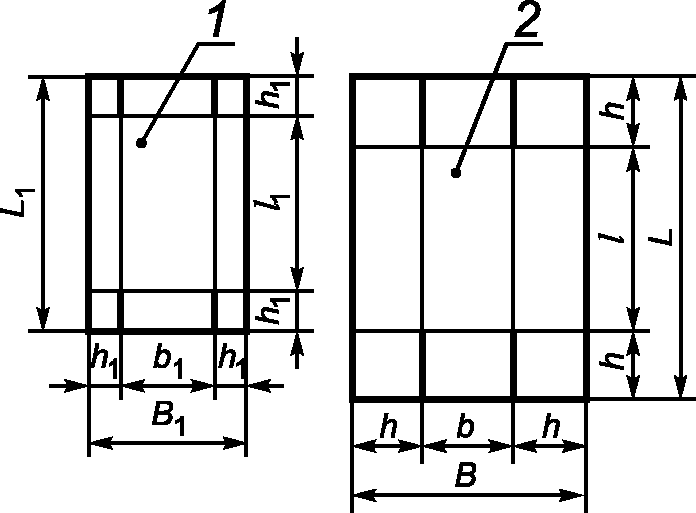 1
2
h₁
h
L₁
l₁
l
L
h₁
h
h₁ b₁ h₁
B₁
h b h
B